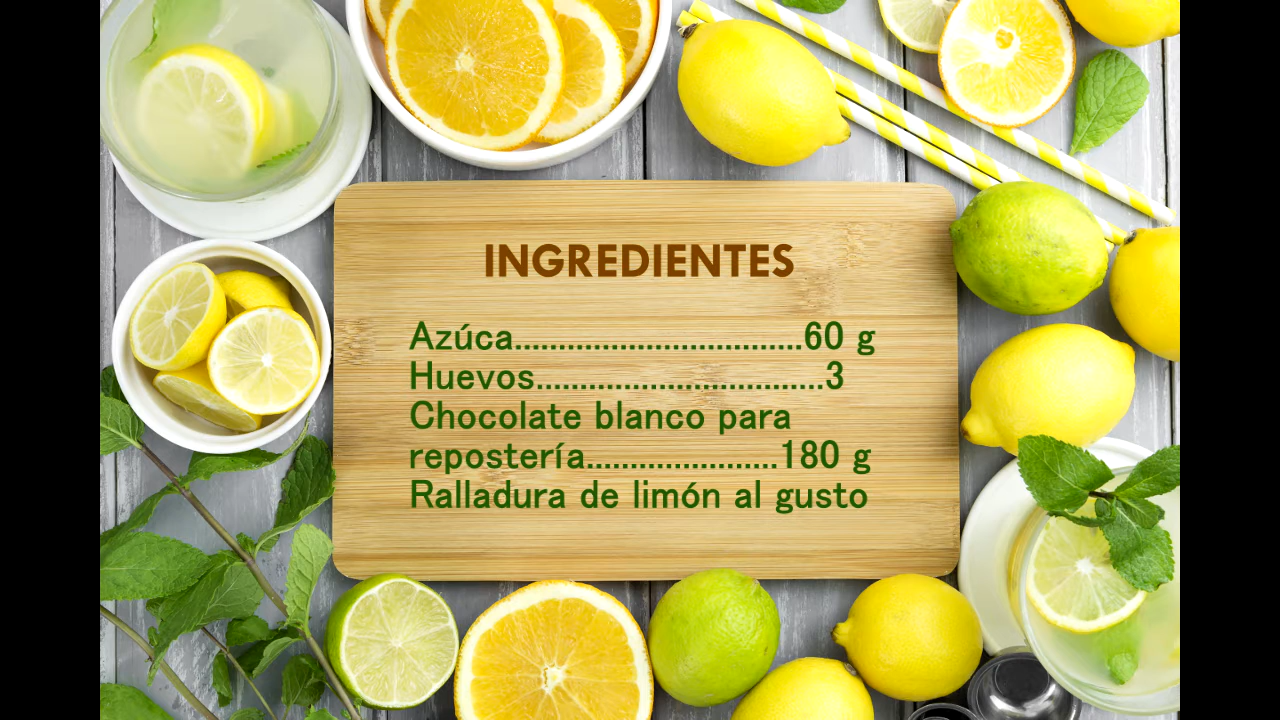 INGREDIENTES
Azúca.................................60 g
Huevos.................................3
Chocolate blanco para
repostería......................180 g
Ralladura de limón al gusto